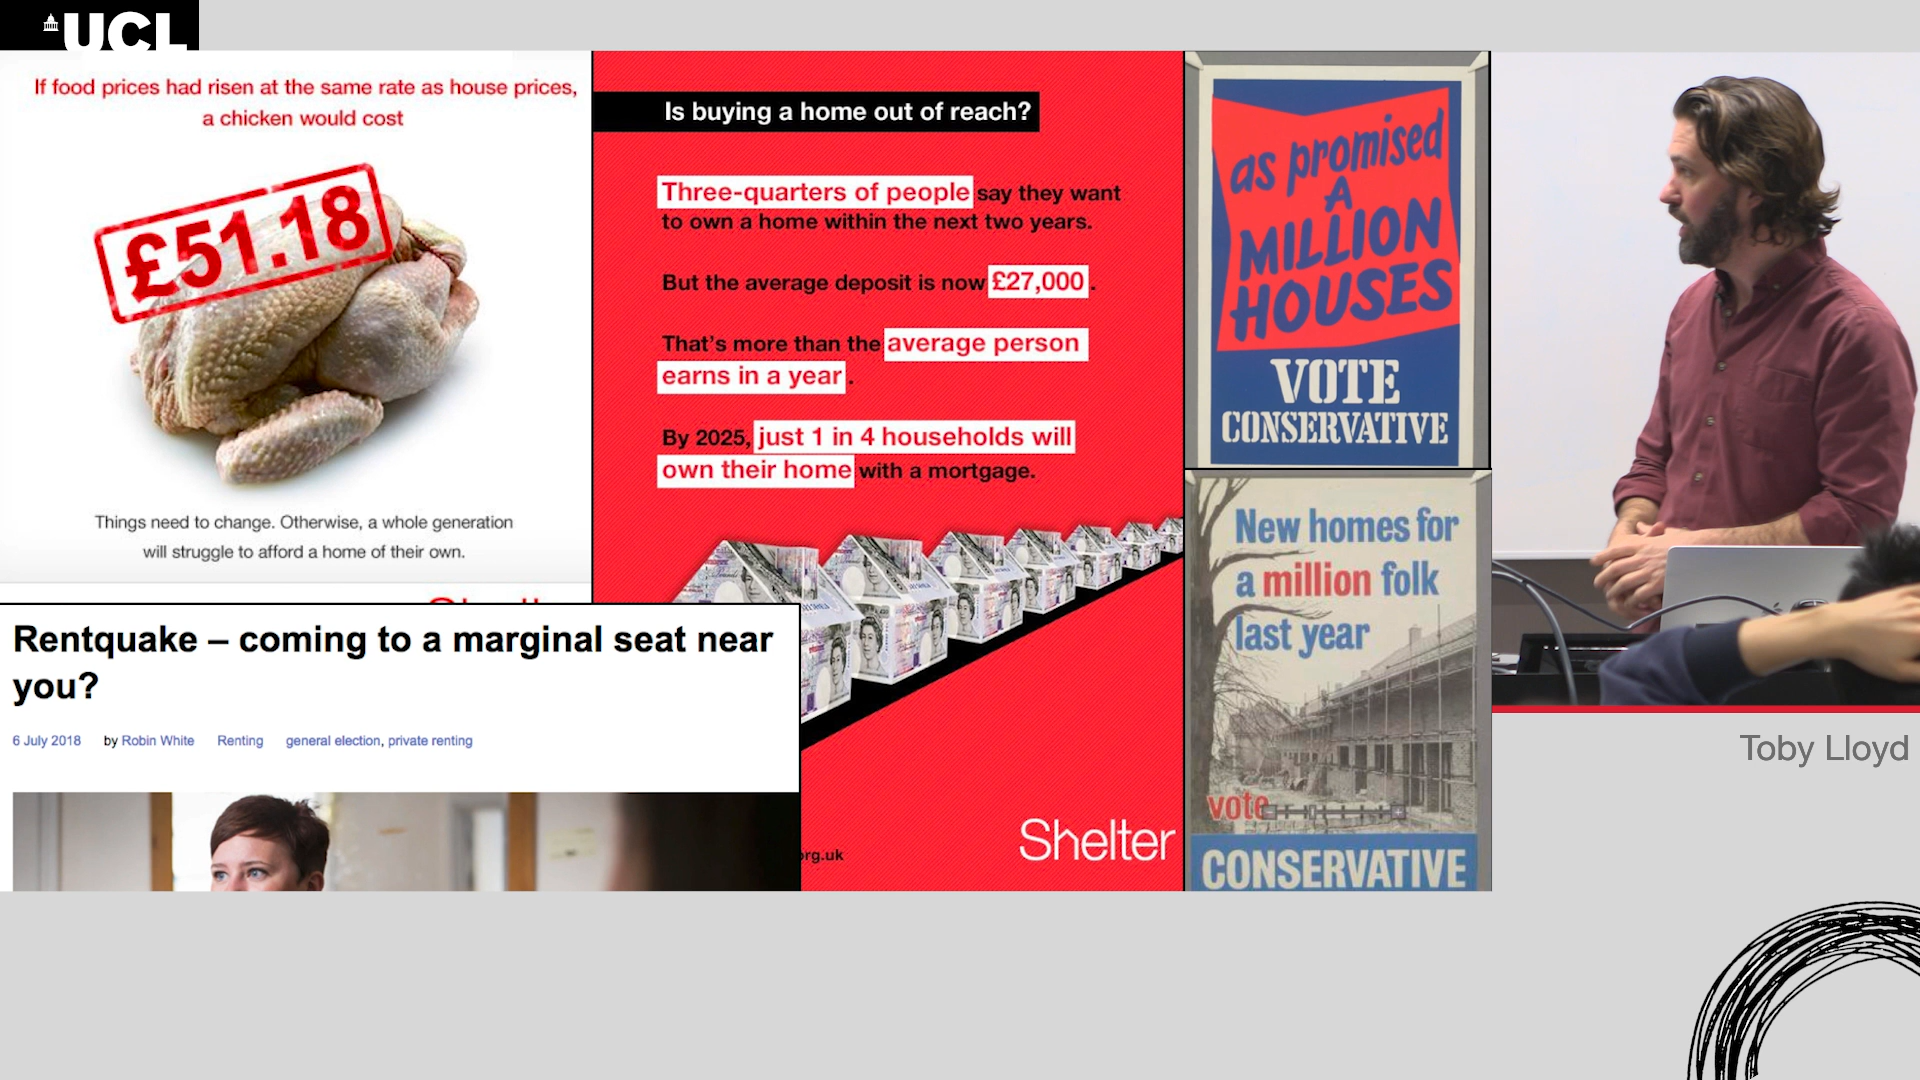 UCL
If food prices had risen at the same rate as house prices,
a chicken would cost
£51.18
Things need to change. Otherwise, a whole generation
will struggle to afford a home of their own.
Rentquake – coming to a marginal seat near
you?
6 July 2018 by Robin White Renting general election, private renting
Is buying a home out of reach?
Three-quarters of people say they want
to own a home within the next two years.
But the average deposit is now £27,000.
That's more than the average person
earns in a year.
By 2025, just 1 in 4 households will
own their home with a mortgage.
org.uk
Shelter
as promised
A
MILLION
HOUSES
VOTE
CONSERVATIVE
New homes for
a million folk
last year
vote
CONSERVATIVE
Toby Lloyd